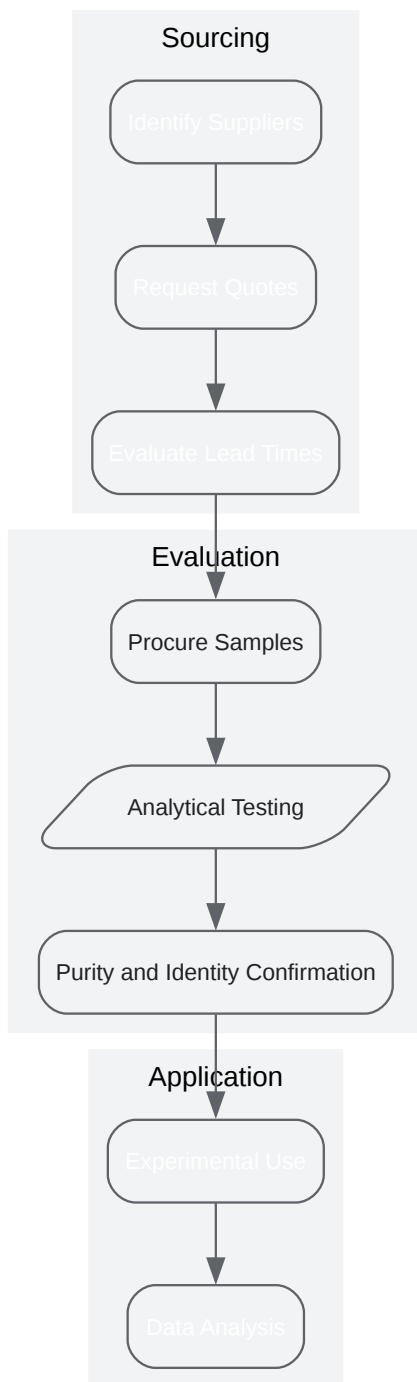 Sourcing
Identify Suppliers
Request Quotes
Evaluate Lead Times
Evaluation
Procure Samples
Analytical Testing
Purity and Identity Confirmation
Application
Experimental Use
Data Analysis